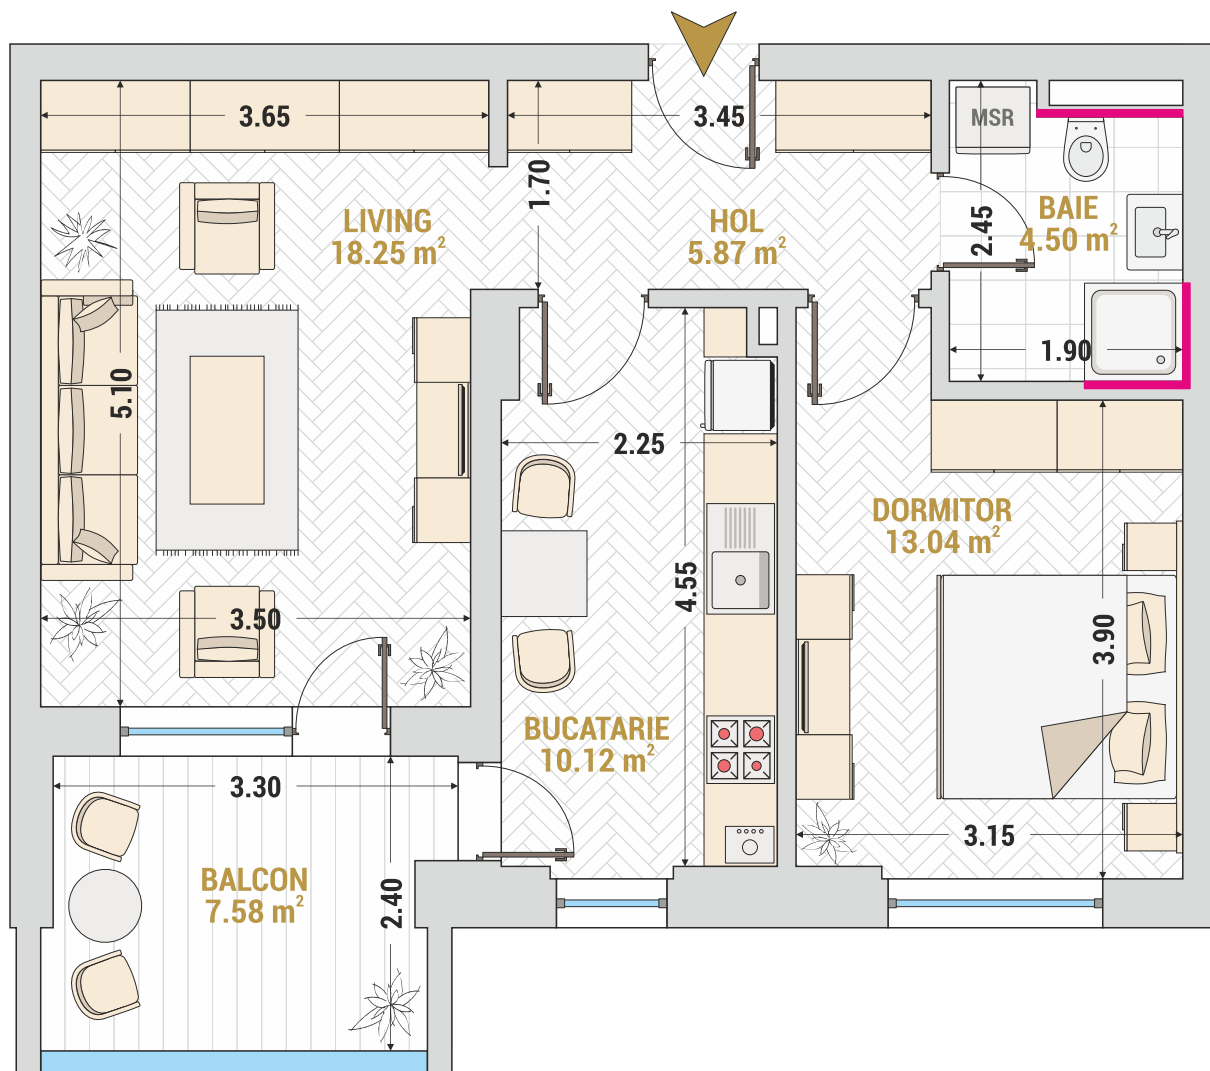 3.65
3.45
MSR
1.70
LIVING
18.25 m²
HOL
5.87 m²
2.45
BAIE
4.50 m²
1.90
5.10
2.25
DORMITOR
13.04 m²
4.55
3.50
3.90
BUCATARIE
10.12 m²
3.30
3.15
BALCON
7.58 m²
2.40